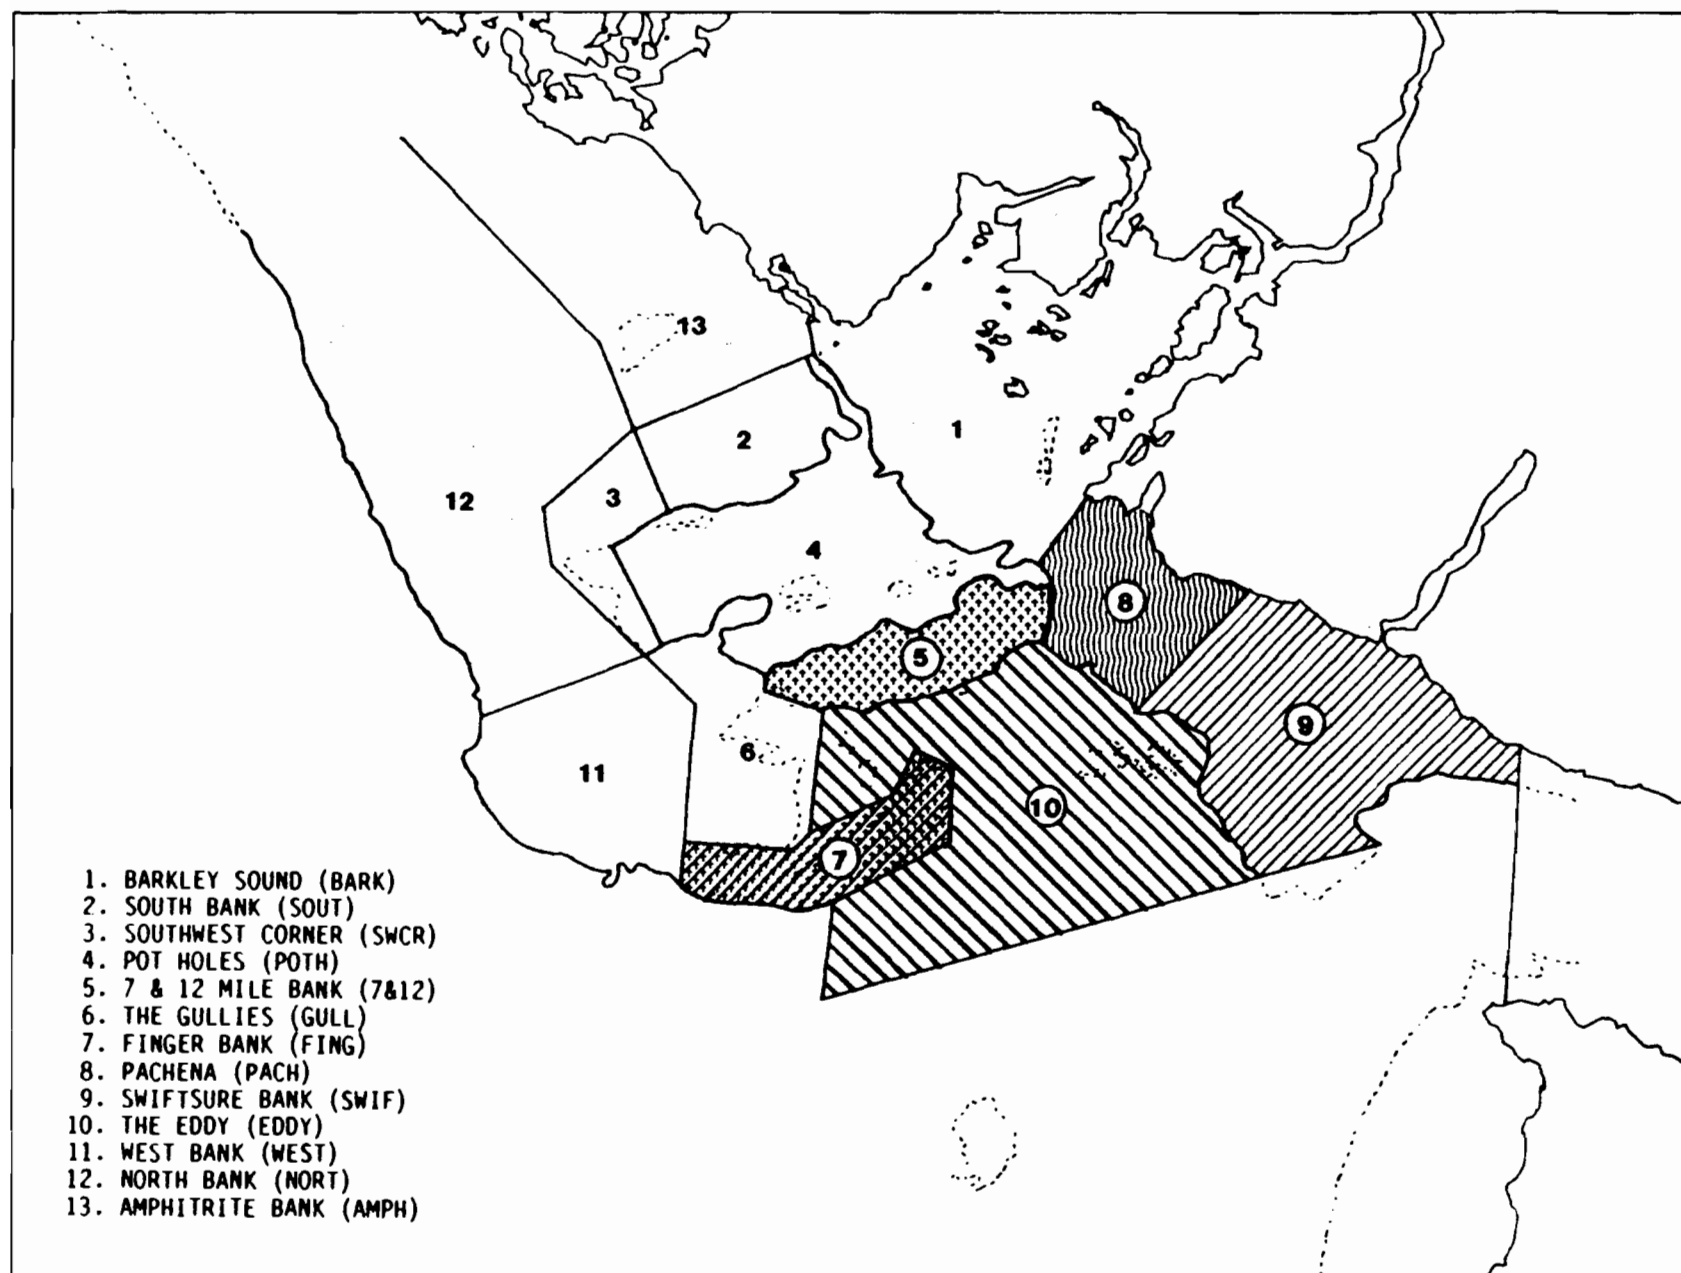 13
2
1
12
3
4
8
5
9
6
11
10
7
1. BARKLEY SOUND (BARK)
2. SOUTH BANK (SOUT)
3. SOUTHWEST CORNER (SWCR)
4. POT HOLES (POTH)
5. 7 & 12 MILE BANK (7&12)
6. THE GULLIES (GULL)
7. FINGER BANK (FING)
8. PACHENA (PACH)
9. SWIFTSURE BANK (SWIF)
10. THE EDDY (EDDY)
11. WEST BANK (WEST)
12. NORTH BANK (NORT)
13. AMPHITRITE BANK (AMPH)